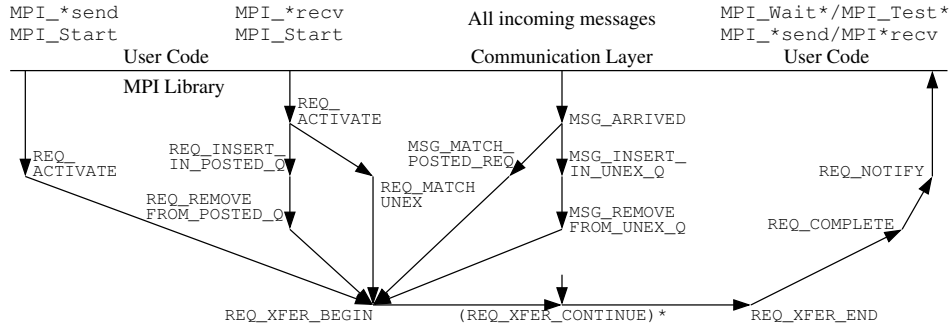 MPI_*send
MPI_Start
MPI_*recv
MPI_Start
All incoming messages
MPI_Wait*/MPI_Test*
MPI_*send/MPI*recv
User Code
Communication Layer
User Code
MPI Library
REQ_
ACTIVATE
REQ_
ACTIVATE
REQ_INSERT_
IN_POSTED_Q
REQ_REMOVE
FROM_POSTED_Q
REQ_MATCH
UNEX
MSG_ARRIVED
MSG_MATCH_
POSTED_REQ
MSG_INSERT_
IN_UNEX_Q
MSG_REMOVE
FROM_UNEX_Q
REQ_NOTIFY
REQ_COMPLETE
REQ_XFER_BEGIN
(REQ_XFER_CONTINUE)*
REQ_XFER_END